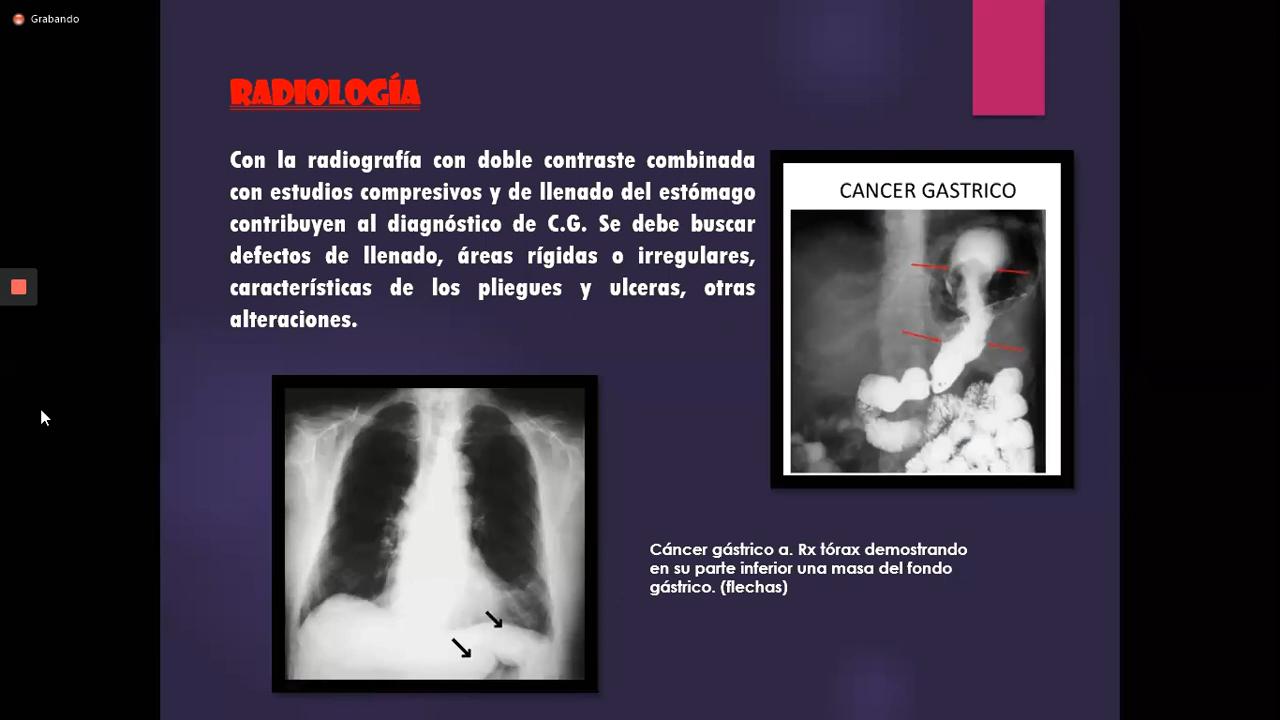 Grabando
RADIOLOGÍA
Con la radiografía con doble contraste combinada
con estudios compresivos y de llenado del estómago
contribuyen al diagnóstico de C.G. Se debe buscar
defectos de llenado, áreas rígidas o irregulares,
características de los pliegues y ulceras, otras
alteraciones.
CANCER GASTRICO
Cáncer gástrico a. Rx tórax demostrando
en su parte inferior una masa del fondo
gástrico. (flechas)